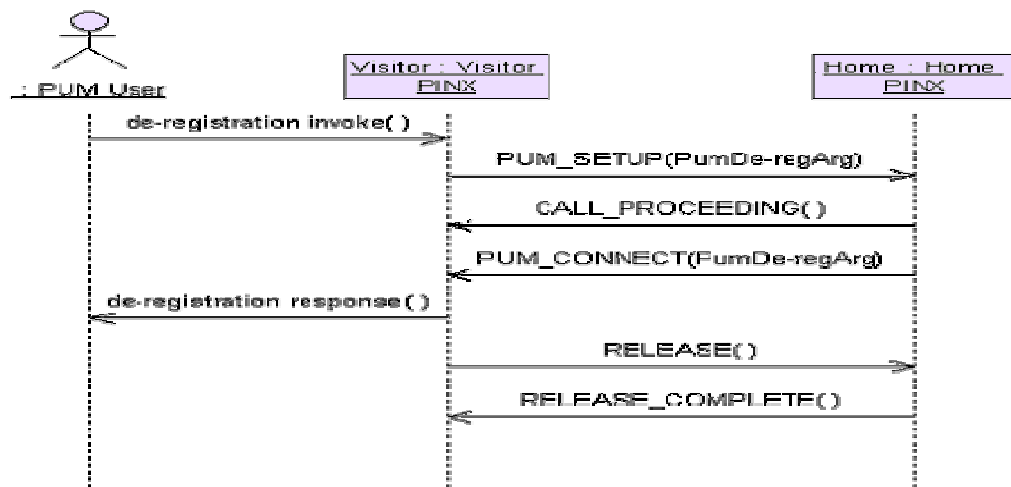 : PUM User
Visitor : Visitor
PINX
Home : Home
PINX
de-registration invoke( )
PUM_SETUP(PumDe-regArg)
CALL_PROCEEDING( )
PUM_CONNECT(PumDe-regArg)
de-registration response( )
RELEASE( )
RELEASE_COMPLETE( )